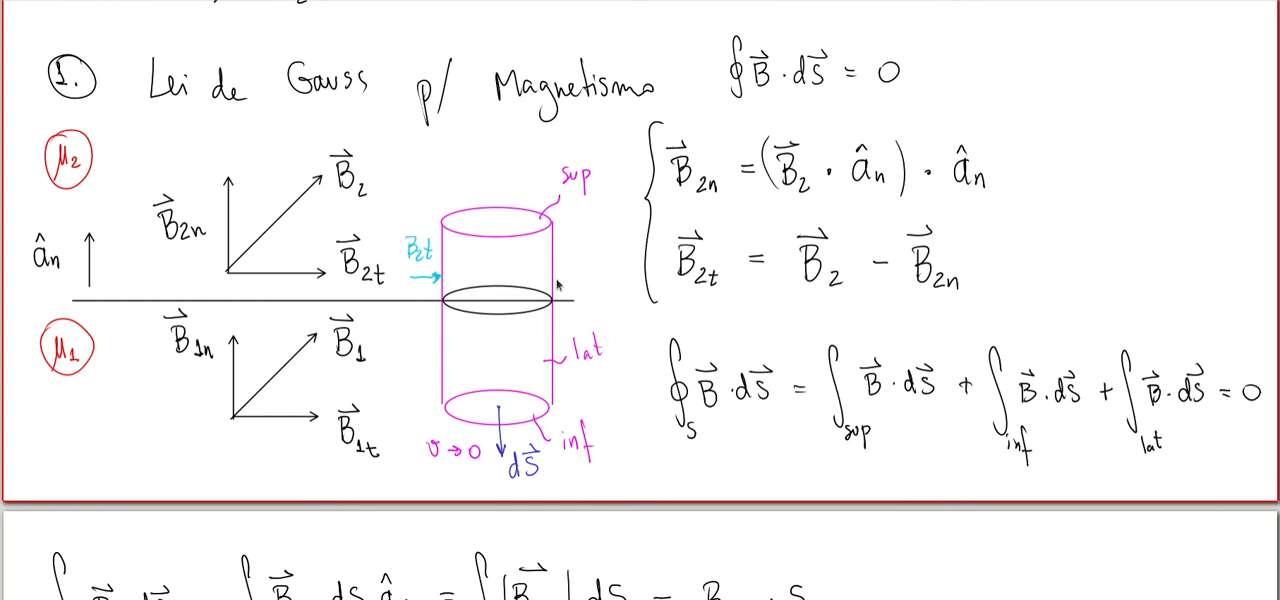 1. Lei de Gauss p/ Magnetismo ∮B⃗·dS⃗ = 0
μ2
B⃗2n
B⃗2
B⃗2t
ân
μ1
B⃗1n
B⃗1
B⃗1t
sup
B2t
lat
inf
v→0
dS⃗
B⃗2n = (B⃗2 · ân) · ân
B⃗2t = B⃗2 - B⃗2n
∮S B⃗·dS⃗ = ∫sup B⃗·dS⃗ + ∫inf B⃗·dS⃗ + ∫lat B⃗·dS⃗ = 0